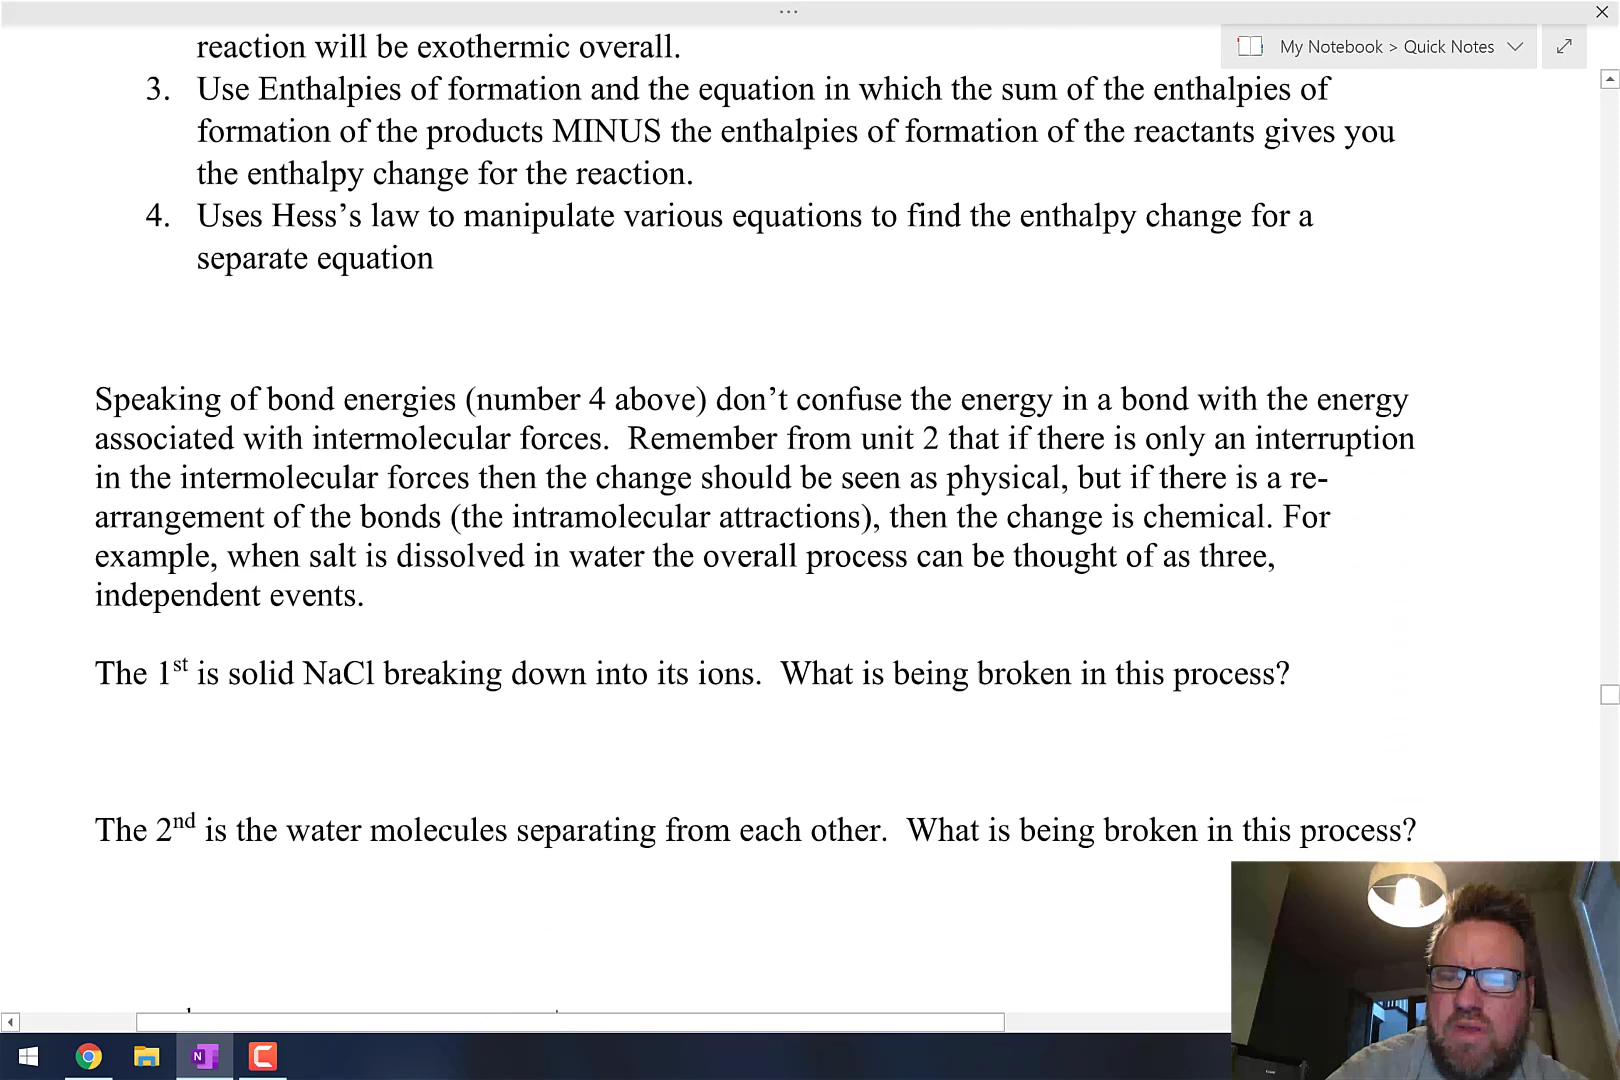 ...
My Notebook > Quick Notes
reaction will be exothermic overall.
3. Use Enthalpies of formation and the equation in which the sum of the enthalpies of
formation of the products MINUS the enthalpies of formation of the reactants gives you
the enthalpy change for the reaction.
4. Uses Hess’s law to manipulate various equations to find the enthalpy change for a
separate equation
Speaking of bond energies (number 4 above) don’t confuse the energy in a bond with the energy
associated with intermolecular forces.  Remember from unit 2 that if there is only an interruption
in the intermolecular forces then the change should be seen as physical, but if there is a re-
arrangement of the bonds (the intramolecular attractions), then the change is chemical. For
example, when salt is dissolved in water the overall process can be thought of as three,
independent events.
The 1st is solid NaCl breaking down into its ions.  What is being broken in this process?
The 2nd is the water molecules separating from each other.  What is being broken in this process?
N